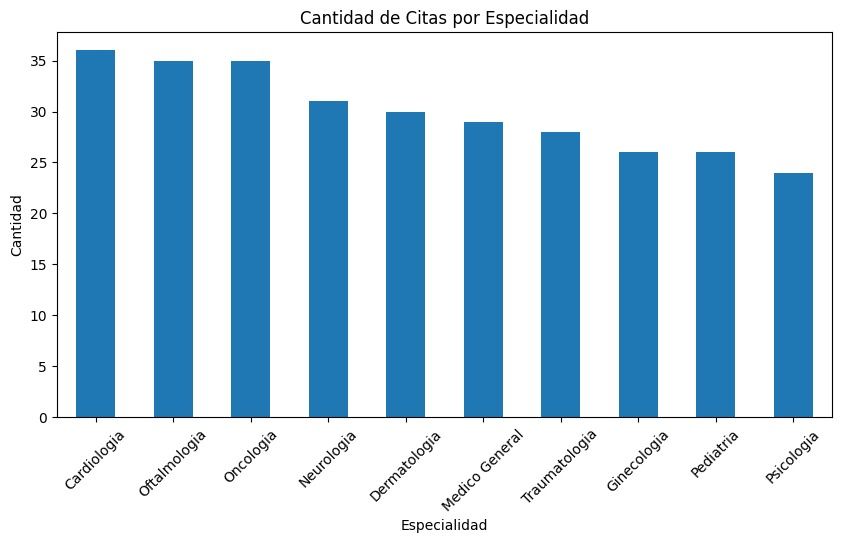 Cantidad de Citas por Especialidad
Cantidad
35
30
25
20
15
10
5
0
Cardiologia
Oftalmologia
Oncologia
Neurologia
Dermatologia
Medico General
Traumatologia
Ginecologia
Pediatria
Psicologia
Especialidad